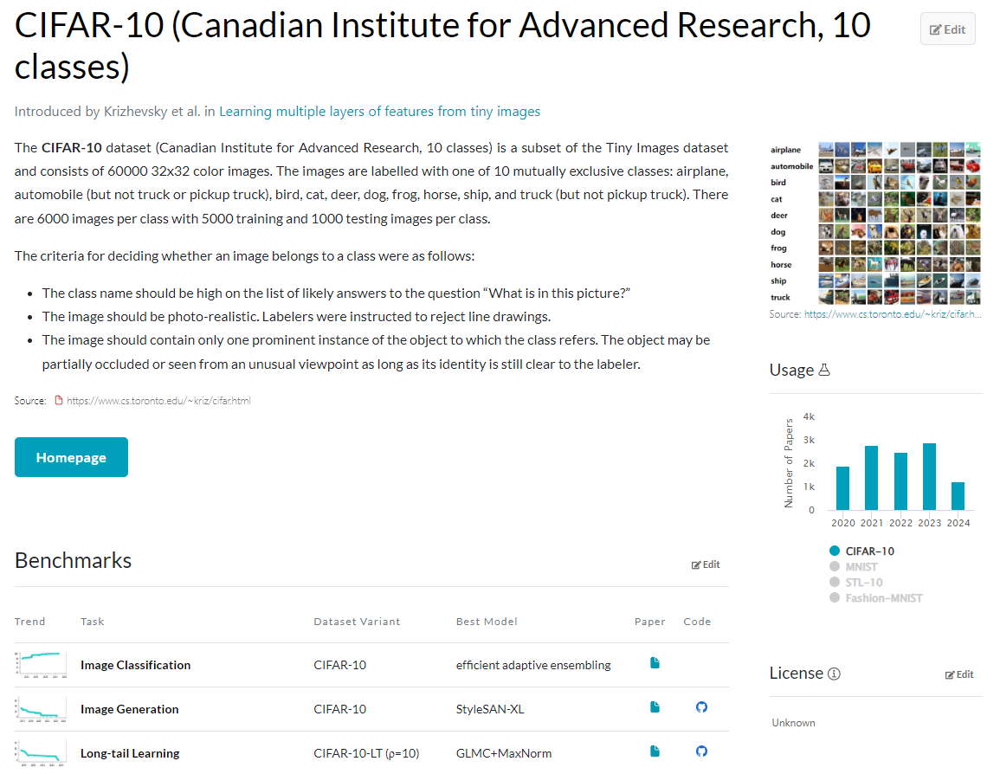 CIFAR-10 (Canadian Institute for Advanced Research, 10
classes)
Edit
Introduced by Krizhevsky et al. in Learning multiple layers of features from tiny images
The CIFAR-10 dataset (Canadian Institute for Advanced Research, 10 classes) is a subset of the Tiny Images dataset
and consists of 60000 32x32 color images. The images are labelled with one of 10 mutually exclusive classes: airplane,
automobile (but not truck or pickup truck), bird, cat, deer, dog, frog, horse, ship, and truck (but not pickup truck). There
are 6000 images per class with 5000 training and 1000 testing images per class.
The criteria for deciding whether an image belongs to a class were as follows:
• The class name should be high on the list of likely answers to the question “What is in this picture?”
• The image should be photo-realistic. Labelers were instructed to reject line drawings.
• The image should contain only one prominent instance of the object to which the class refers. The object may be
partially occluded or seen from an unusual viewpoint as long as its identity is still clear to the labeler.
Source: https://www.cs.toronto.edu/~kriz/cifar.html
Homepage
airplane
automobile
bird
cat
deer
dog
frog
horse
ship
truck
Source: https://www.cs.toronto.edu/~kriz/cifar.h...
Usage
Number of Papers
4k
3k
2k
1k
0
2020 2021 2022 2023 2024
CIFAR-10
MNIST
STL-10
Fashion-MNIST
License
Edit
Unknown
Benchmarks
Edit
Trend Task Dataset Variant Best Model Paper Code
Image Classification CIFAR-10 efficient adaptive ensembling
Image Generation CIFAR-10 StyleSAN-XL
Long-tail Learning CIFAR-10-LT (ρ=10) GLMC+MaxNorm